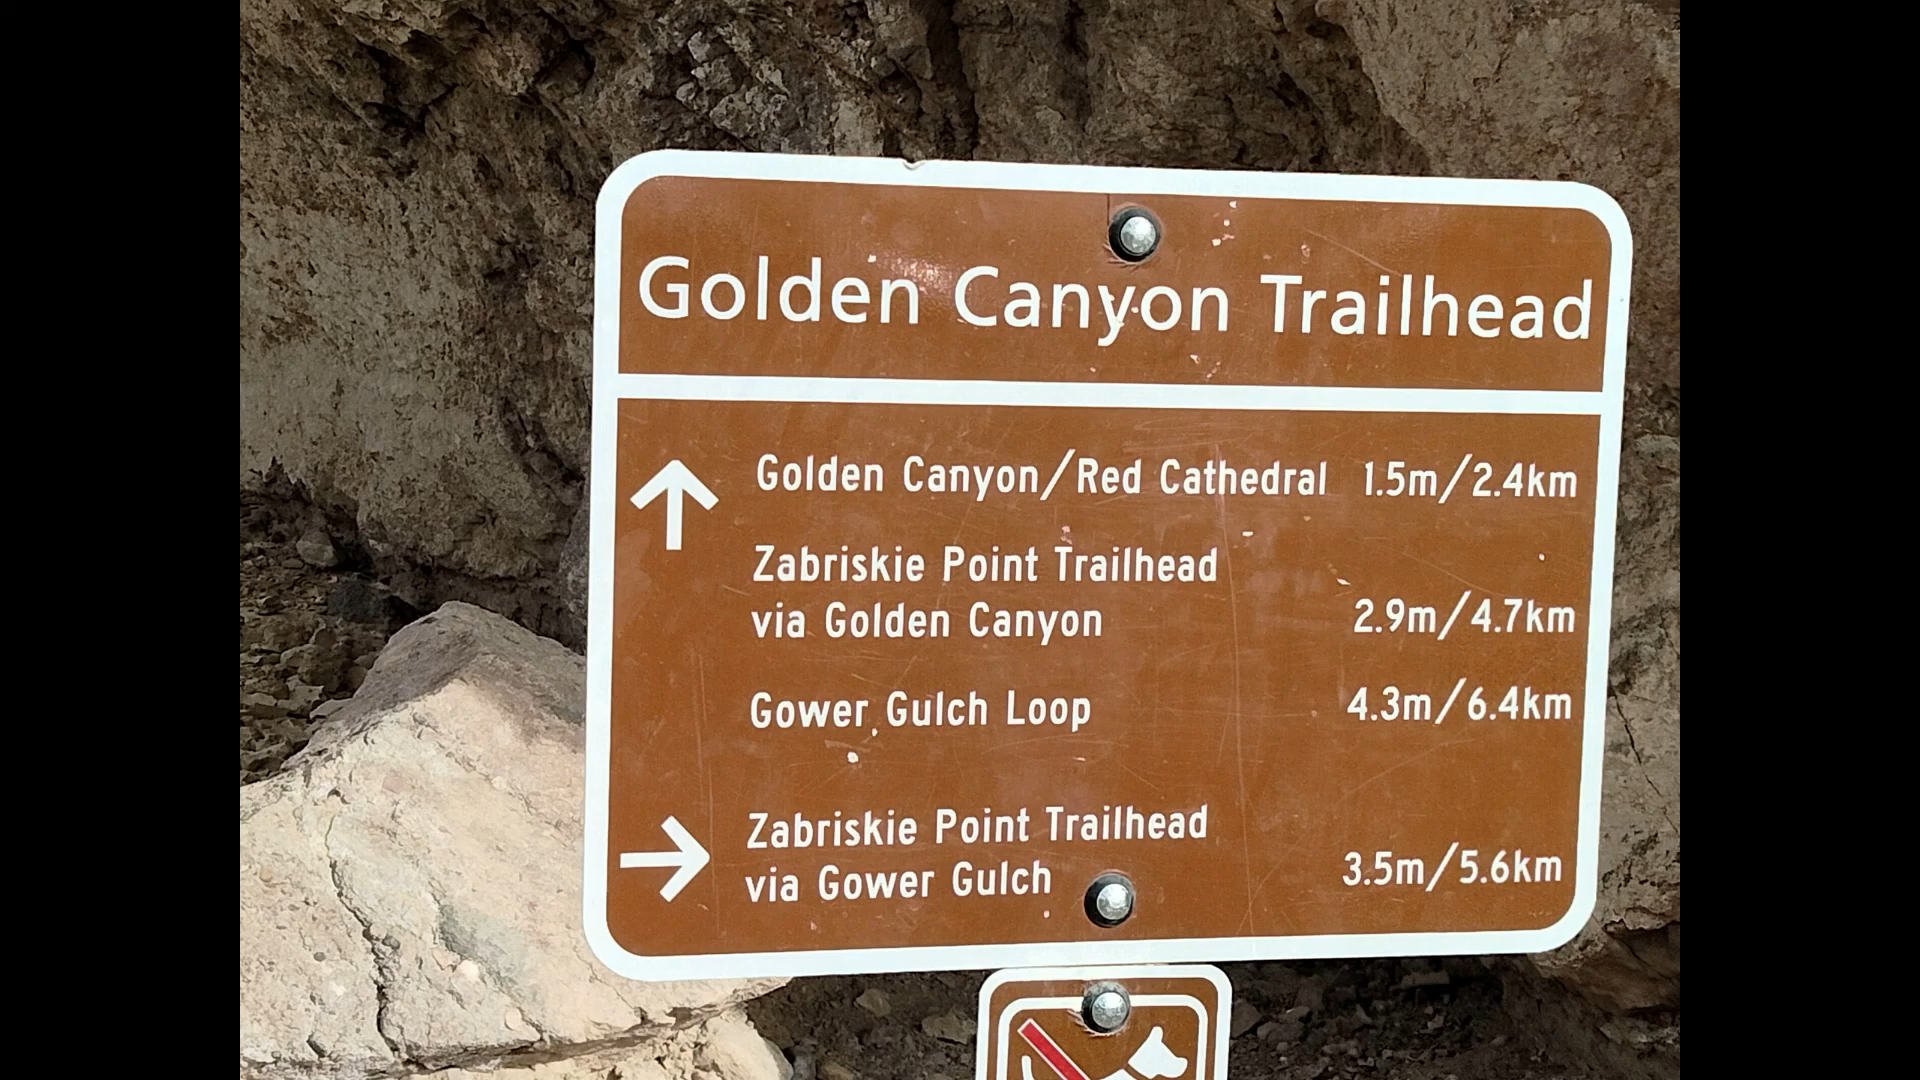 Golden Canyon Trailhead
Golden Canyon/Red Cathedral 1.5m/2.4km
Zabriskie Point Trailhead
via Golden Canyon 2.9m/4.7km
Gower Gulch Loop 4.3m/6.4km
Zabriskie Point Trailhead
via Gower Gulch 3.5m/5.6km